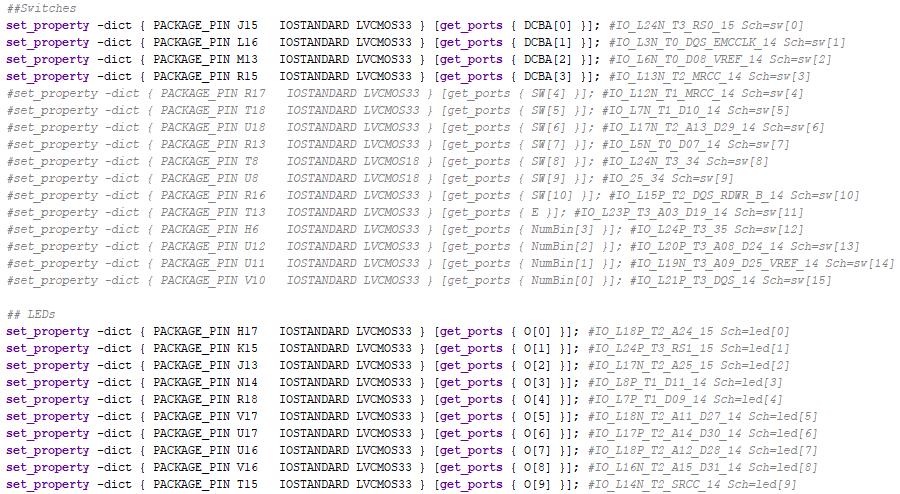 ##Switches
set_property -dict { PACKAGE_PIN J15   IOSTANDARD LVCMOS33 } [get_ports { DCBA[0] }]; #IO_L24N_T3_RS0_15 Sch=sw[0]
set_property -dict { PACKAGE_PIN L16   IOSTANDARD LVCMOS33 } [get_ports { DCBA[1] }]; #IO_L3N_T0_DQS_EMCCLK_14 Sch=sw[1]
set_property -dict { PACKAGE_PIN M13   IOSTANDARD LVCMOS33 } [get_ports { DCBA[2] }]; #IO_L6N_T0_D08_VREF_14 Sch=sw[2]
set_property -dict { PACKAGE_PIN R15   IOSTANDARD LVCMOS33 } [get_ports { DCBA[3] }]; #IO_L13N_T2_MRCC_14 Sch=sw[3]
#set_property -dict { PACKAGE_PIN R17   IOSTANDARD LVCMOS33 } [get_ports { SW[4] }]; #IO_L12N_T1_MRCC_14 Sch=sw[4]
#set_property -dict { PACKAGE_PIN T18   IOSTANDARD LVCMOS33 } [get_ports { SW[5] }]; #IO_L7N_T1_D10_14 Sch=sw[5]
#set_property -dict { PACKAGE_PIN U18   IOSTANDARD LVCMOS33 } [get_ports { SW[6] }]; #IO_L17N_T2_A13_D29_14 Sch=sw[6]
#set_property -dict { PACKAGE_PIN R13   IOSTANDARD LVCMOS33 } [get_ports { SW[7] }]; #IO_L5N_T0_D07_14 Sch=sw[7]
#set_property -dict { PACKAGE_PIN T8    IOSTANDARD LVCMOS18 } [get_ports { SW[8] }]; #IO_L24N_T3_34 Sch=sw[8]
#set_property -dict { PACKAGE_PIN U8    IOSTANDARD LVCMOS18 } [get_ports { SW[9] }]; #IO_25_34 Sch=sw[9]
#set_property -dict { PACKAGE_PIN R16   IOSTANDARD LVCMOS33 } [get_ports { SW[10] }]; #IO_L15P_T2_DQS_RDWR_B_14 Sch=sw[10]
#set_property -dict { PACKAGE_PIN T13   IOSTANDARD LVCMOS33 } [get_ports { E }]; #IO_L23P_T3_A03_D19_14 Sch=sw[11]
#set_property -dict { PACKAGE_PIN H6    IOSTANDARD LVCMOS33 } [get_ports { NumBin[3] }]; #IO_L24P_T3_35 Sch=sw[12]
#set_property -dict { PACKAGE_PIN U12   IOSTANDARD LVCMOS33 } [get_ports { NumBin[2] }]; #IO_L20P_T3_A08_D24_14 Sch=sw[13]
#set_property -dict { PACKAGE_PIN U11   IOSTANDARD LVCMOS33 } [get_ports { NumBin[1] }]; #IO_L19N_T3_A09_D25_VREF_14 Sch=sw[14]
#set_property -dict { PACKAGE_PIN V10   IOSTANDARD LVCMOS33 } [get_ports { NumBin[0] }]; #IO_L21P_T3_DQS_14 Sch=sw[15]
## LEDs
set_property -dict { PACKAGE_PIN H17   IOSTANDARD LVCMOS33 } [get_ports { O[0] }]; #IO_L18P_T2_A24_15 Sch=led[0]
set_property -dict { PACKAGE_PIN K15   IOSTANDARD LVCMOS33 } [get_ports { O[1] }]; #IO_L24P_T3_RS1_15 Sch=led[1]
set_property -dict { PACKAGE_PIN J13   IOSTANDARD LVCMOS33 } [get_ports { O[2] }]; #IO_L17N_T2_A25_15 Sch=led[2]
set_property -dict { PACKAGE_PIN N14   IOSTANDARD LVCMOS33 } [get_ports { O[3] }]; #IO_L8P_T1_D11_14 Sch=led[3]
set_property -dict { PACKAGE_PIN R18   IOSTANDARD LVCMOS33 } [get_ports { O[4] }]; #IO_L7P_T1_D09_14 Sch=led[4]
set_property -dict { PACKAGE_PIN V17   IOSTANDARD LVCMOS33 } [get_ports { O[5] }]; #IO_L18N_T2_A11_D27_14 Sch=led[5]
set_property -dict { PACKAGE_PIN U17   IOSTANDARD LVCMOS33 } [get_ports { O[6] }]; #IO_L17P_T2_A14_D30_14 Sch=led[6]
set_property -dict { PACKAGE_PIN U16   IOSTANDARD LVCMOS33 } [get_ports { O[7] }]; #IO_L18P_T2_A12_D28_14 Sch=led[7]
set_property -dict { PACKAGE_PIN V16   IOSTANDARD LVCMOS33 } [get_ports { O[8] }]; #IO_L16N_T2_A15_D31_14 Sch=led[8]
set_property -dict { PACKAGE_PIN T15   IOSTANDARD LVCMOS33 } [get_ports { O[9] }]; #IO_L14N_T2_SRCC_14 Sch=led[9]